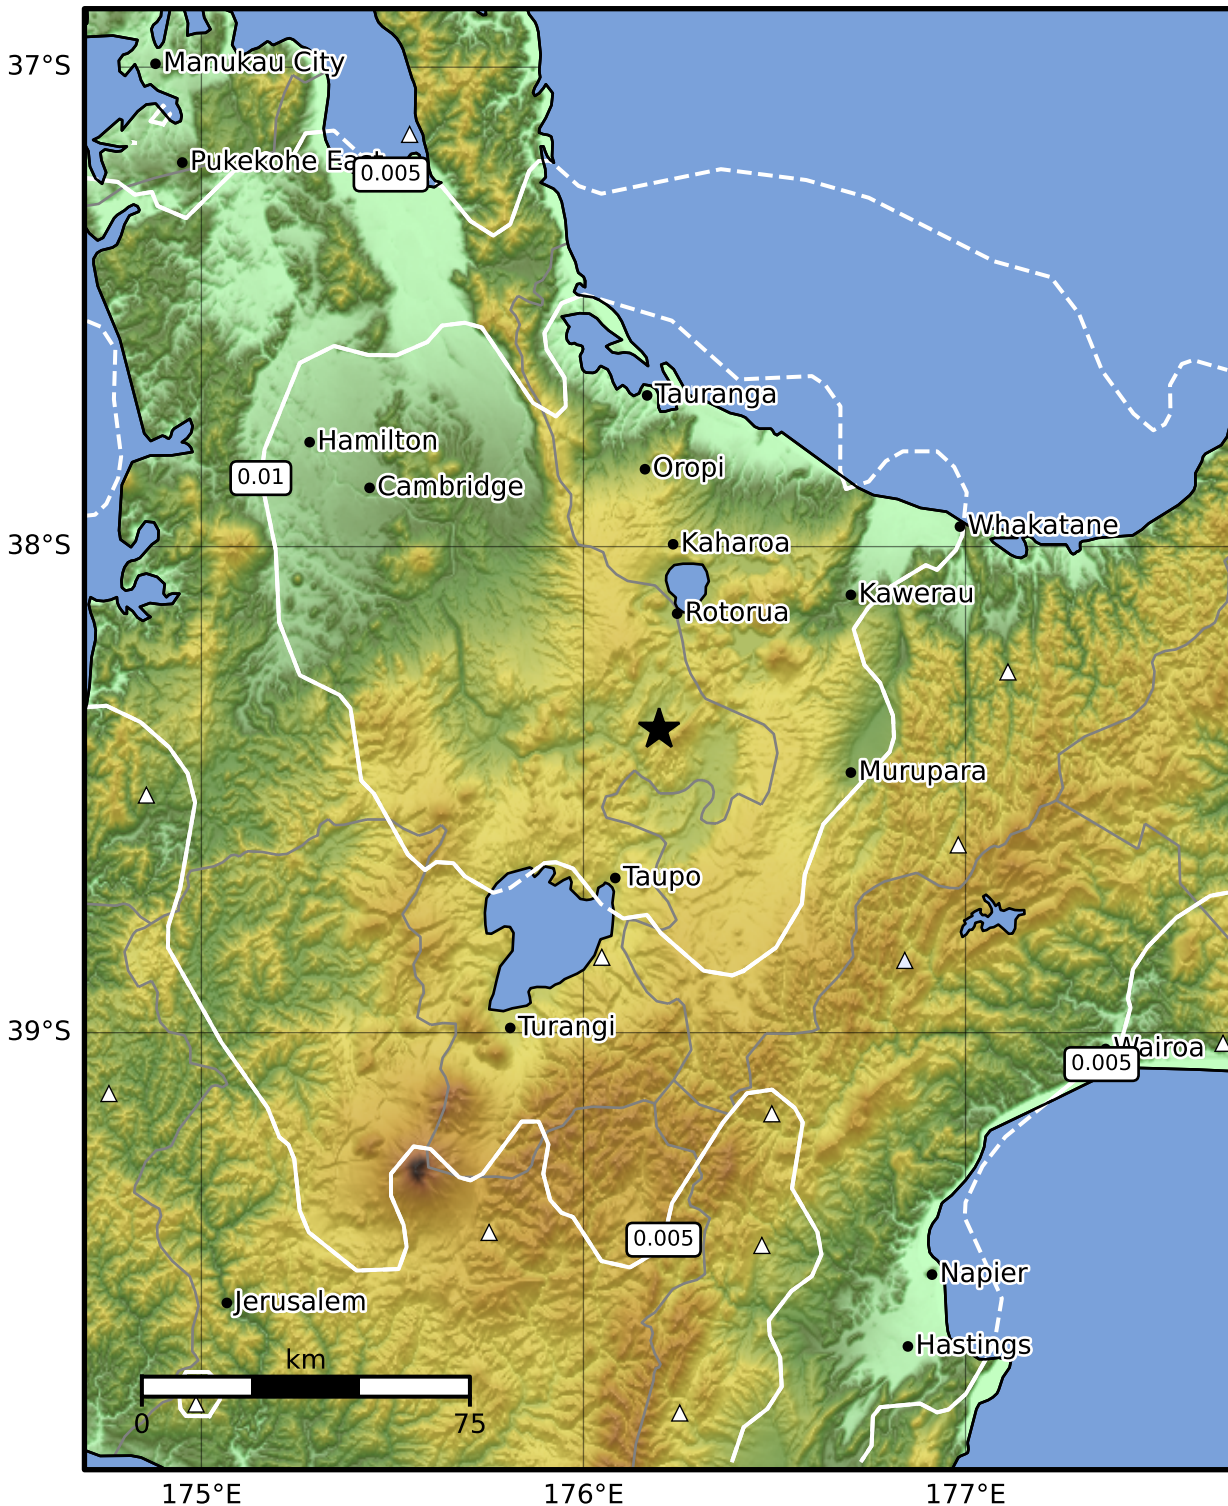 37°S
Manukau City
Pukekohe East
0.005
Tauranga
Hamilton
0.01
Oropi
Cambridge
Whakatane
38°S
Kaharoa
Kawerau
Rotorua
Murupara
Taupo
39°S
Turangi
Wairoa
0.005
0.005
Napier
Jerusalem
Hastings
km
0 75
175°E 176°E 177°E